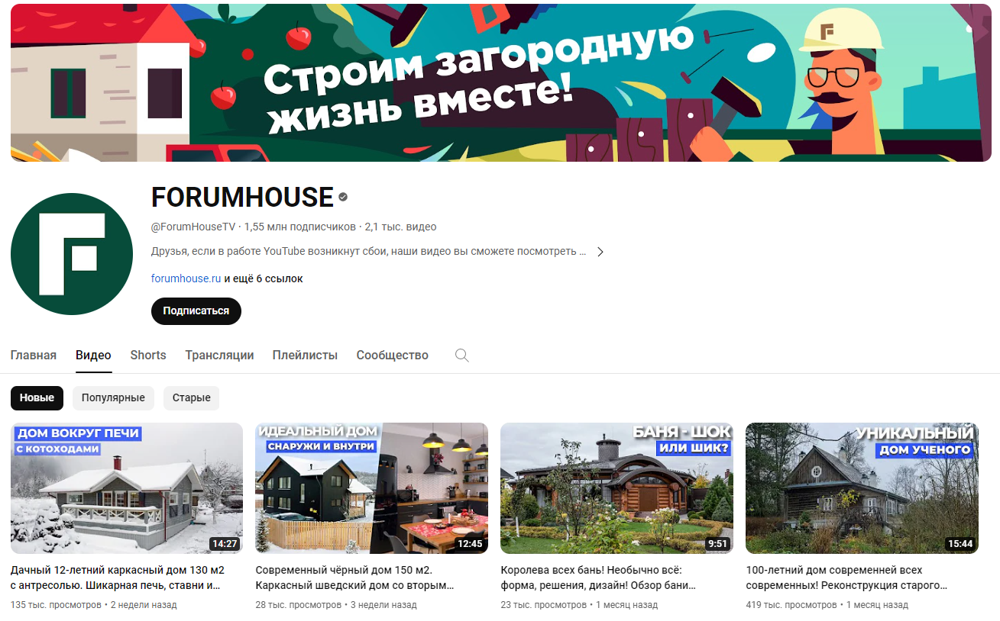 Строим загородную
жизнь вместе!
FORUMHOUSE
@ForumHouseTV · 1,55 млн подписчиков · 2,1 тыс. видео
Друзья, если в работе YouTube возникнут сбои, наши видео вы сможете посмотреть ...
forumhouse.ru и ещё 6 ссылок
Подписаться
Главная Видео Shorts Трансляции Плейлисты Сообщество
Новые Популярные Старые
ДОМ ВОКРУГ ПЕЧИ
С КОТОХОДАМИ
14:27
ИДЕАЛЬНЫЙ ДОМ
СНАРУЖИ И ВНУТРИ
12:45
БАНЯ - ШОК
ИЛИ ШИК?
9:51
УНИКАЛЬНЫЙ
ДОМ УЧЕНОГО
15:44
Дачный 12-летний каркасный дом 130 м2
с антресолью. Шикарная печь, ставни и...
135 тыс. просмотров • 2 недели назад
Современный чёрный дом 150 м2.
Каркасный шведский дом со вторым...
28 тыс. просмотров • 3 недели назад
Королева всех бань! Необычно всё:
форма, решения, дизайн! Обзор бани...
23 тыс. просмотров • 1 месяц назад
100-летний дом современней всех
современных! Реконструкция старого...
419 тыс. просмотров • 1 месяц назад